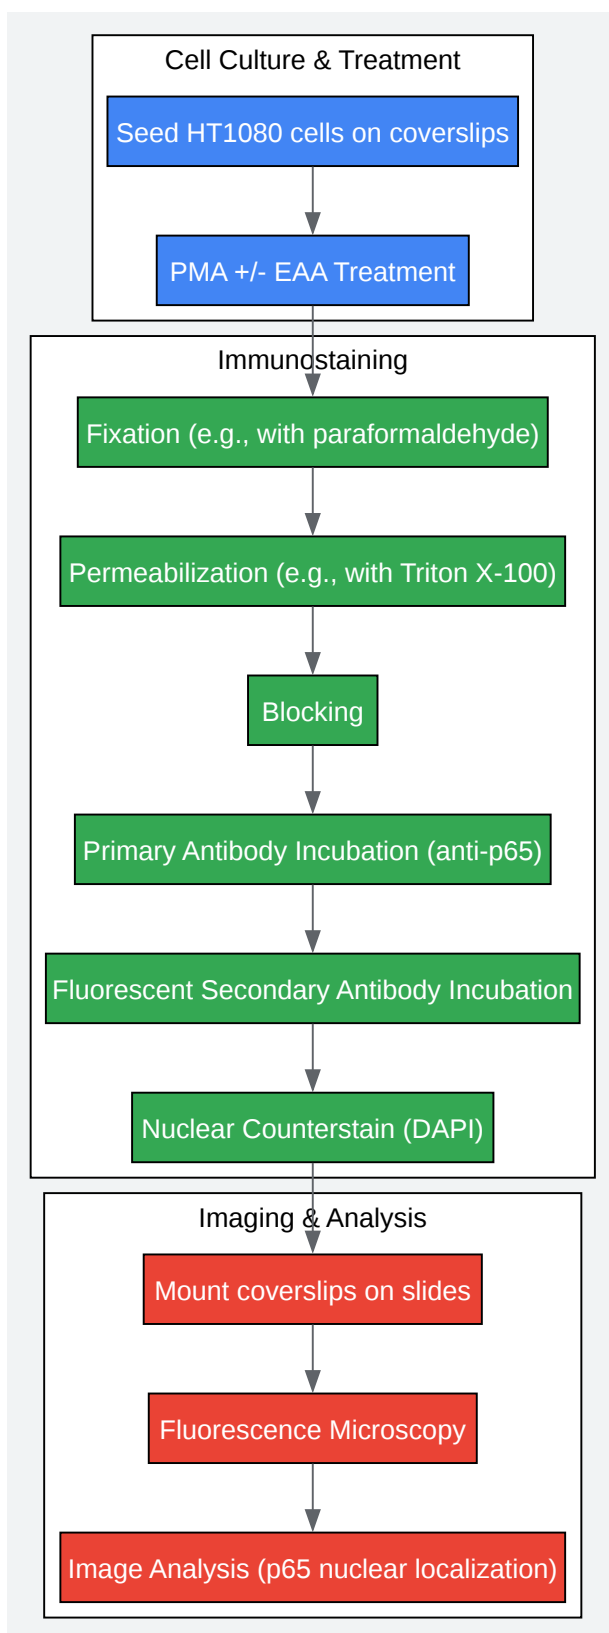 Cell Culture & Treatment
Seed HT1080 cells on coverslips
PMA +/- EAA Treatment
Immunostaining
Fixation (e.g., with paraformaldehyde)
Permeabilization (e.g., with Triton X-100)
Blocking
Primary Antibody Incubation (anti-p65)
Fluorescent Secondary Antibody Incubation
Nuclear Counterstain (DAPI)
Imaging & Analysis
Mount coverslips on slides
Fluorescence Microscopy
Image Analysis (p65 nuclear localization)